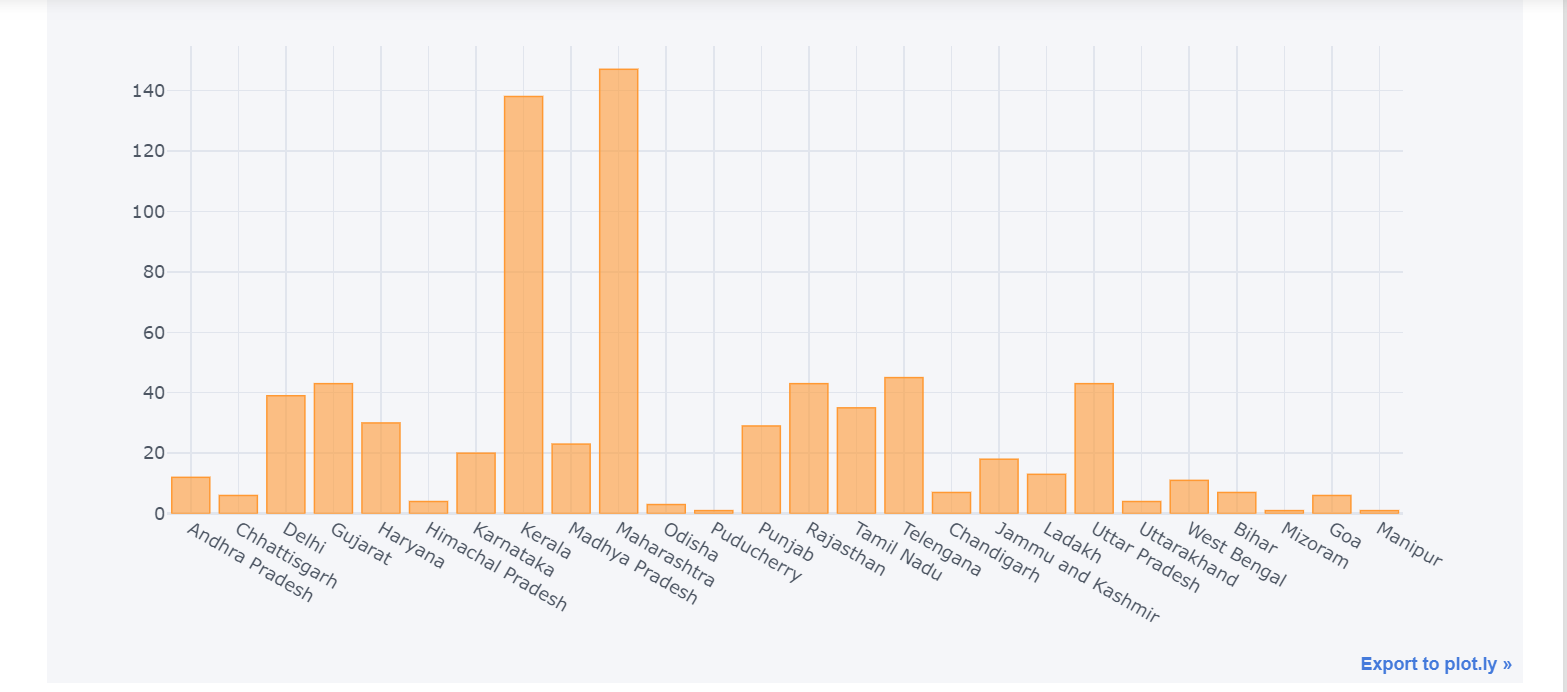 140
120
100
80
60
40
20
0
Andhra Pradesh
Chhattisgarh
Delhi
Gujarat
Haryana
Himachal Pradesh
Karnataka
Kerala
Madhya Pradesh
Maharashtra
Odisha
Puducherry
Punjab
Rajasthan
Tamil Nadu
Telengana
Chandigarh
Jammu and Kashmir
Ladakh
Uttar Pradesh
Uttarakhand
West Bengal
Bihar
Mizoram
Goa
Manipur
Export to plot.ly »